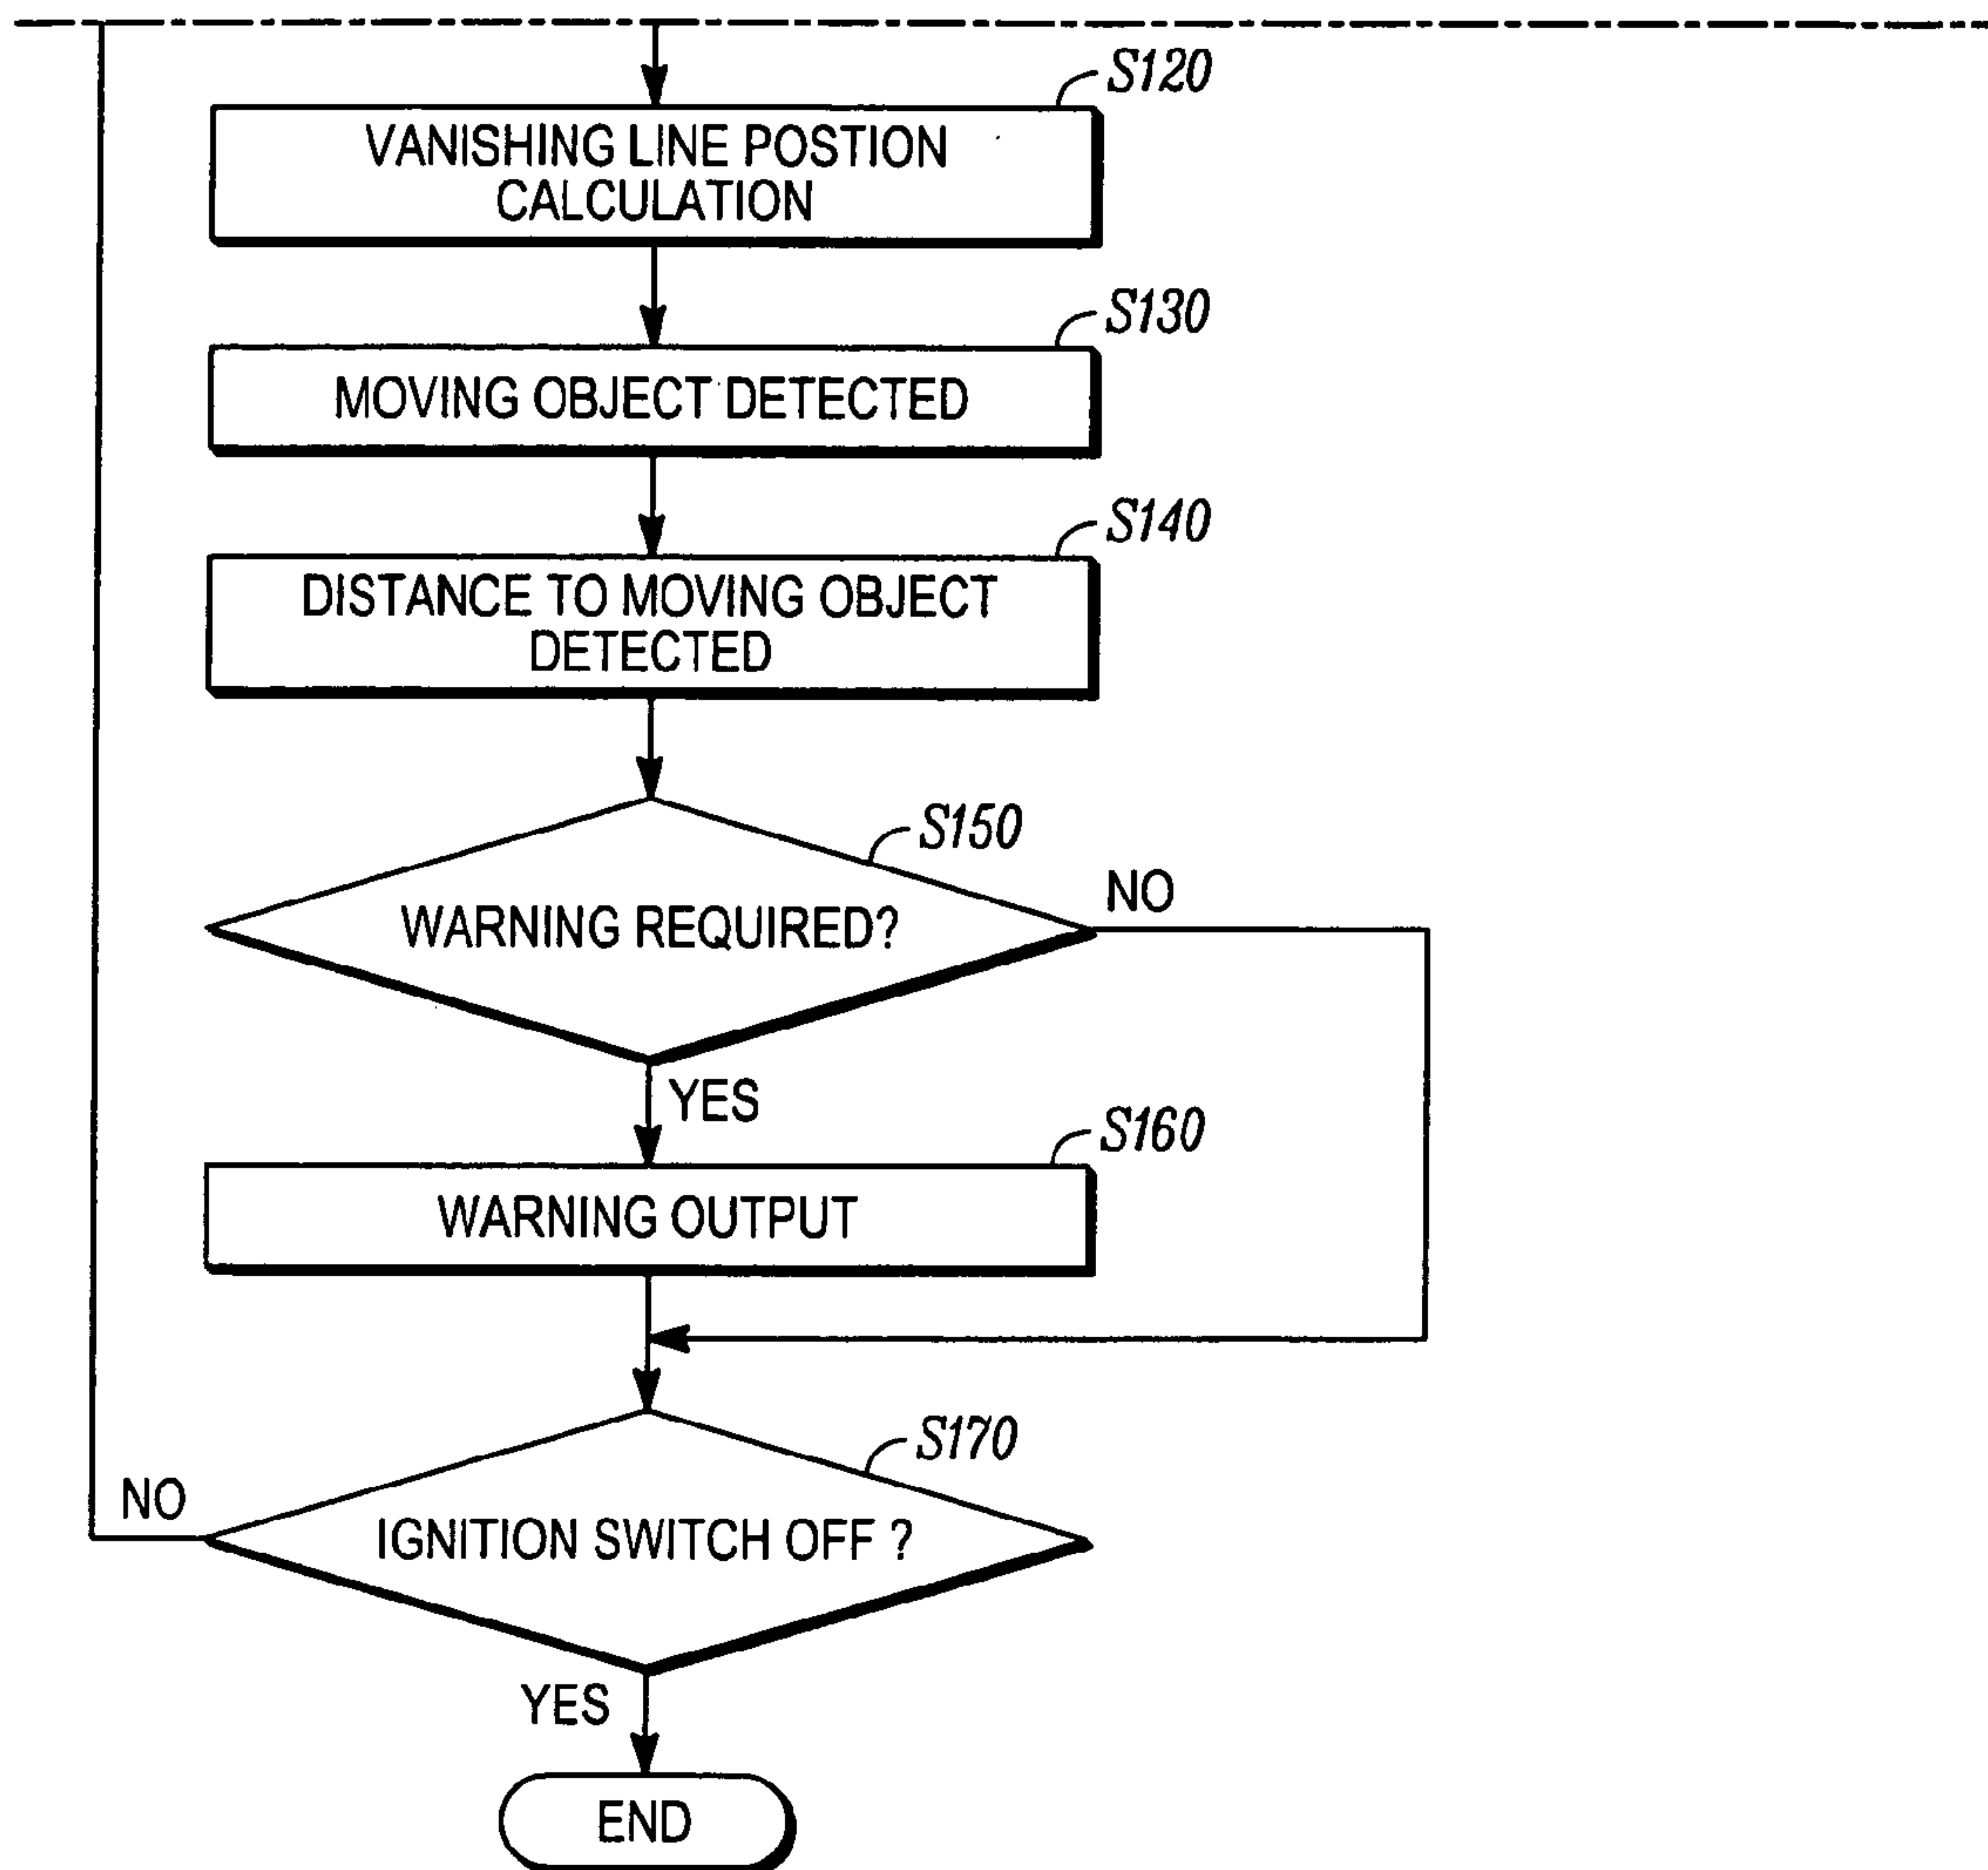 S120
VANISHING LINE POSTION
CALCULATION
S130
MOVING OBJECT DETECTED
S140
DISTANCE TO MOVING OBJECT
DETECTED
S150
WARNING REQUIRED?
NO
YES
S160
WARNING OUTPUT
S170
NO
IGNITION SWITCH OFF ?
YES
END